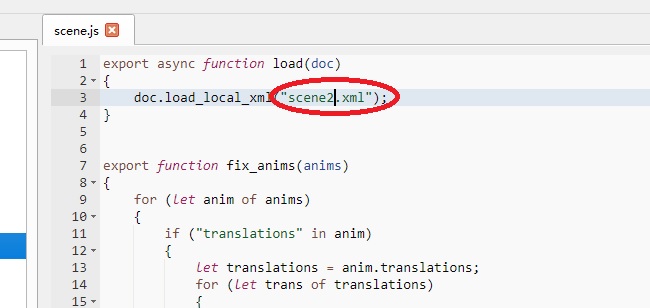 scene.js
1 export async function load(doc)
2 {
3 doc.load_local_xml("scene2.xml");
4 }
5
6
7 export function fix_anims(anims)
8 {
9 for (let anim of anims)
10 {
11 if ("translations" in anim)
12 {
13 let translations = anim.translations;
14 for (let trans of translations)
15 {